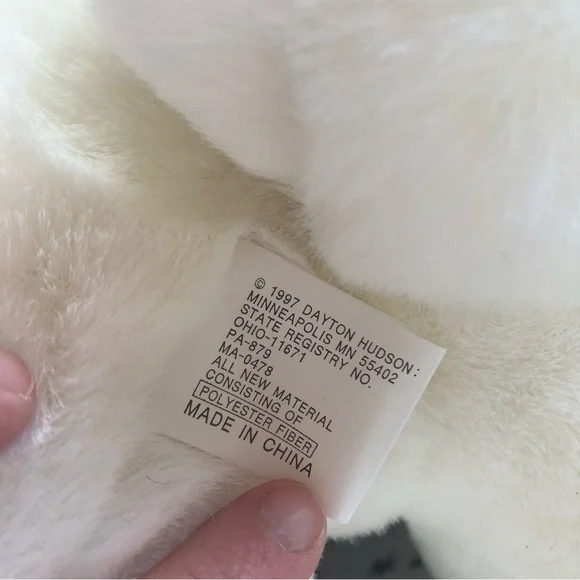 © 1997 DAYTON HUDSON:
MINNEAPOLIS MN 55402
STATE REGISTRY NO.
OHIO-11671
PA-879
MA-0478
ALL NEW MATERIAL
CONSISTING OF
POLYESTER FIBER
MADE IN CHINA